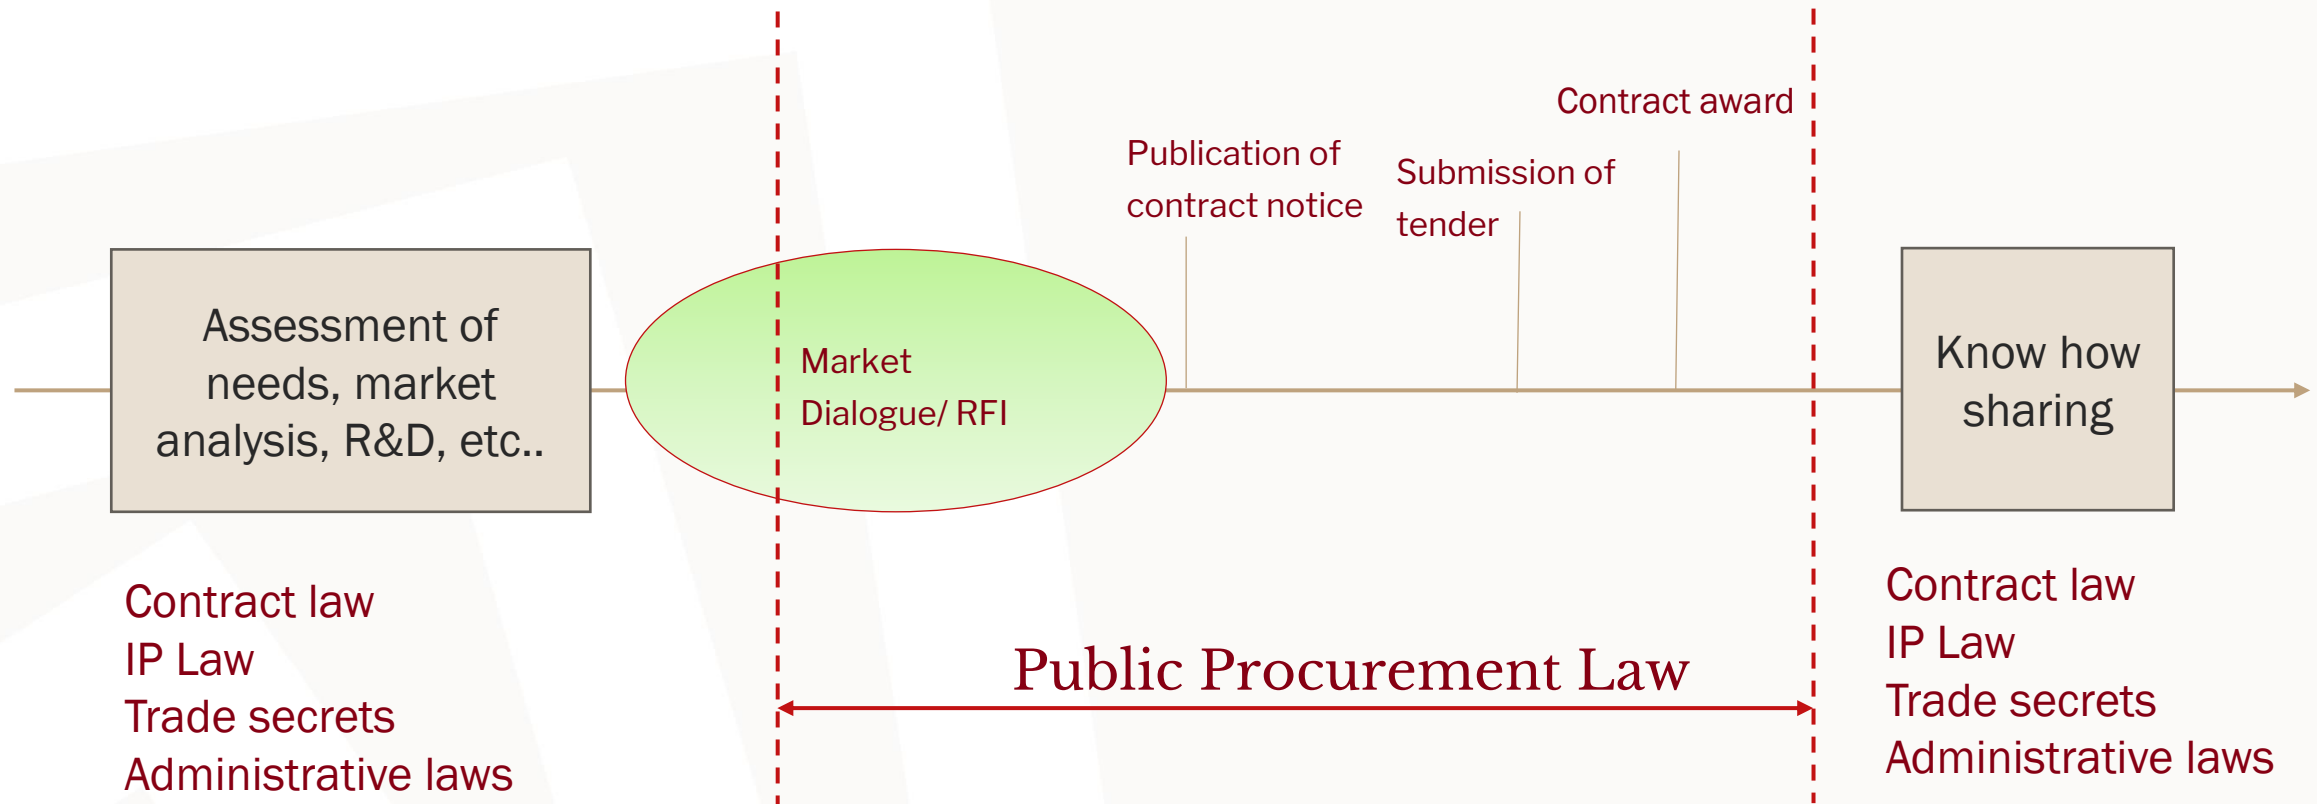 Assessment of
needs, market
analysis, R&D, etc..
Market
Dialogue/ RFI
Publication of
contract notice
Submission of
tender
Contract award
Know how
sharing
Contract law
IP Law
Trade secrets
Administrative laws
Public Procurement Law
Contract law
IP Law
Trade secrets
Administrative laws